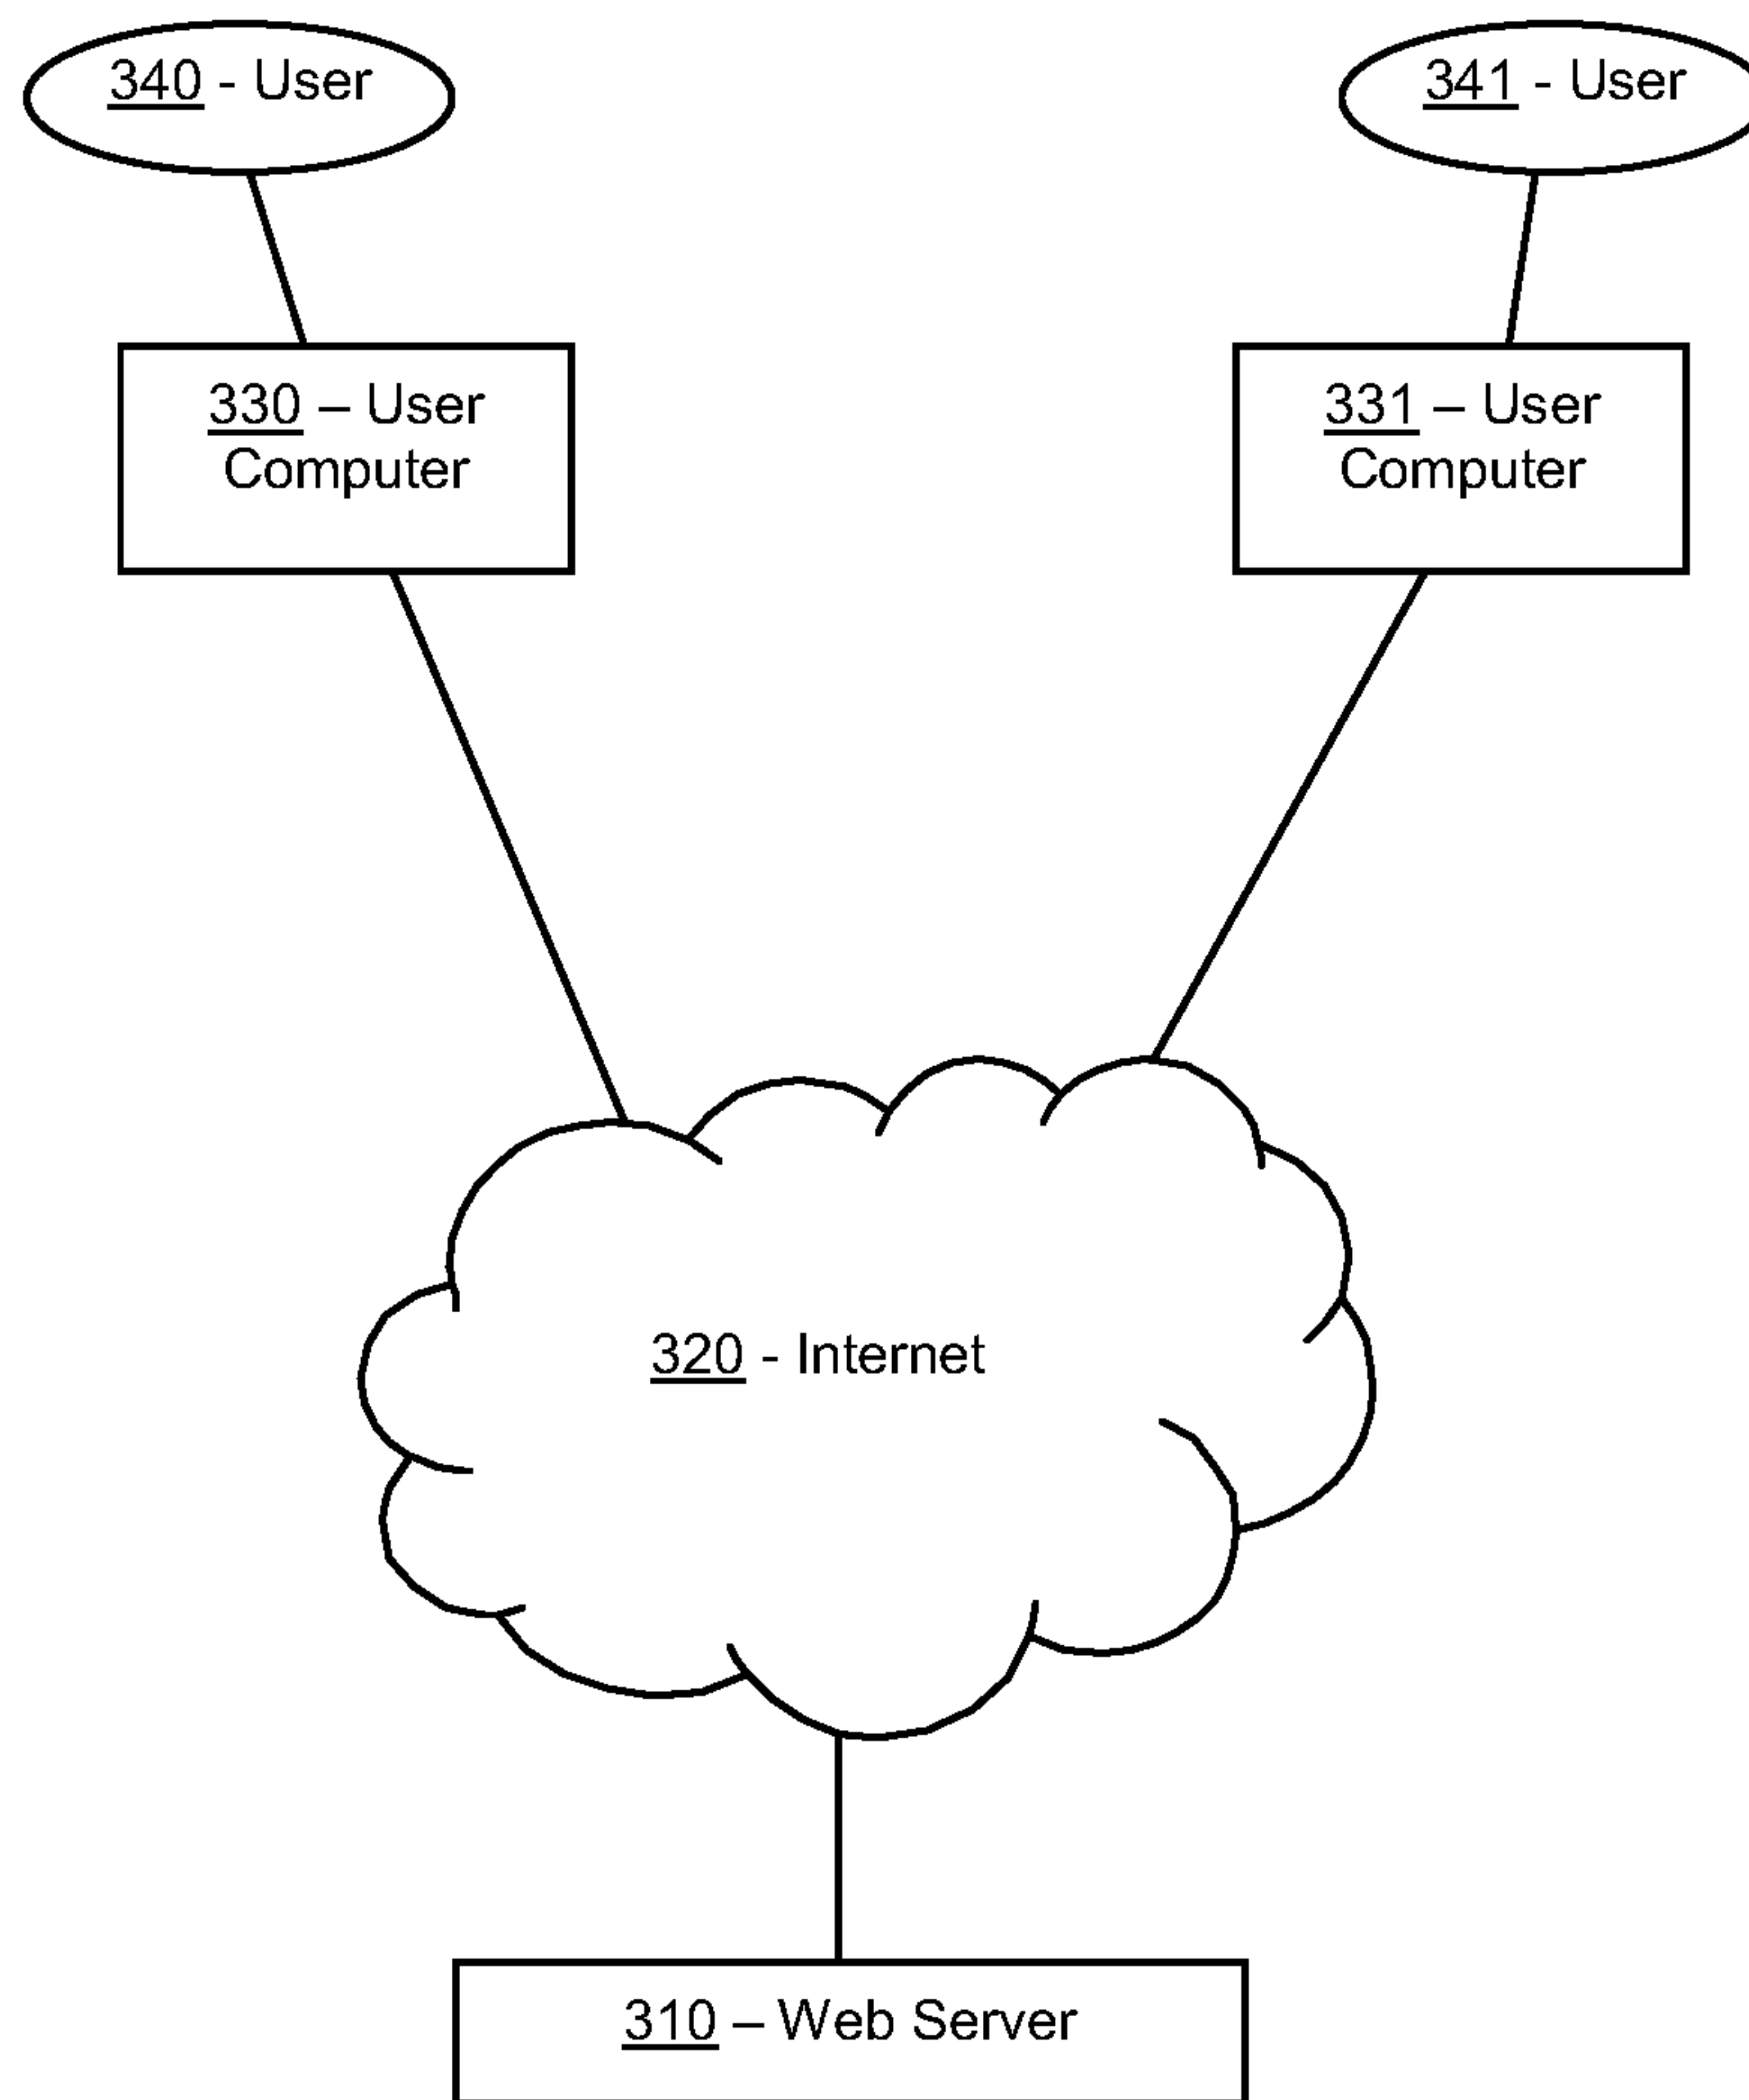 340 - User
341 - User
330 – User
Computer
331 – User
Computer
320 - Internet
310 – Web Server